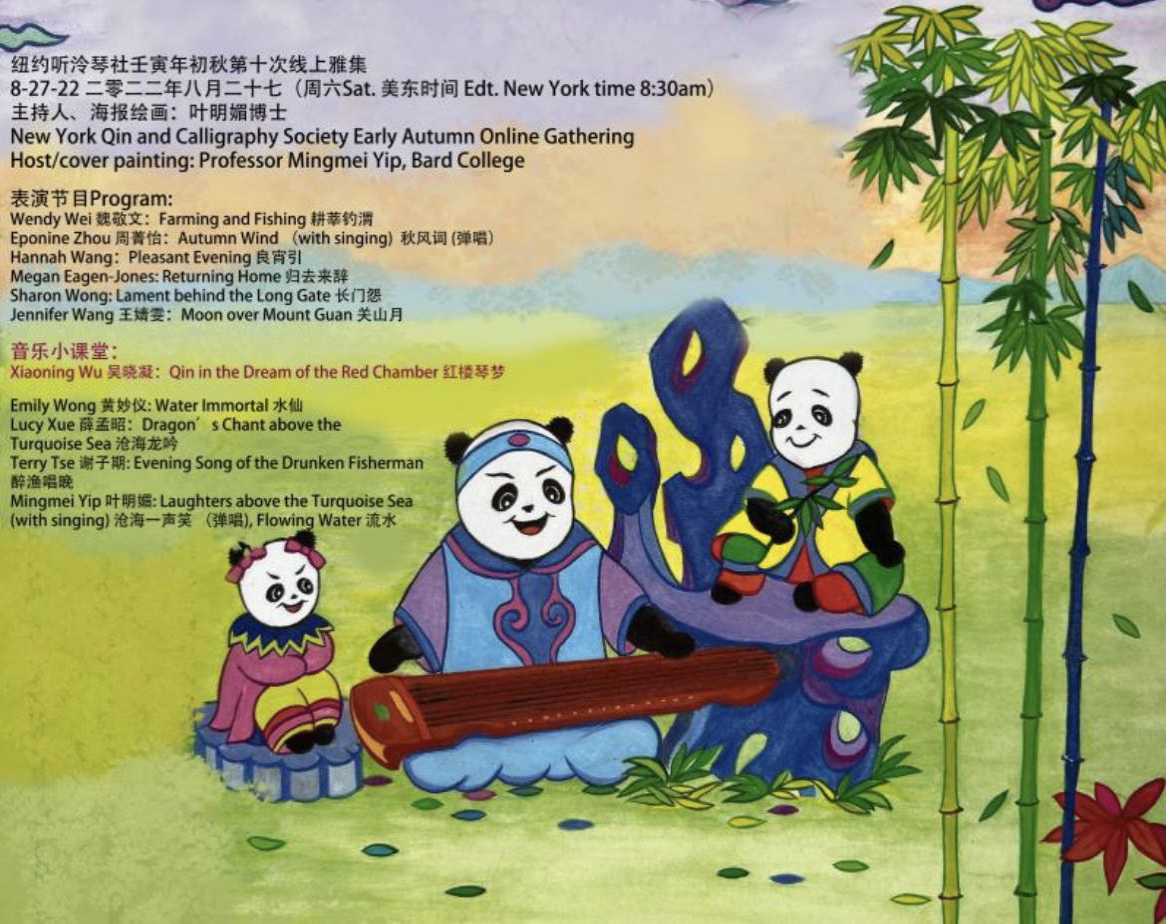 纽约听泠琴社壬寅年初秋第十次线上雅集
8-27-22 二零二二年八月二十七（周六Sat. 美东时间 Edt. New York time 8:30am）
主持人、海报绘画：叶明媚博士
New York Qin and Calligraphy Society Early Autumn Online Gathering
Host/cover painting: Professor Mingmei Yip, Bard College
表演节目Program:
Wendy Wei 魏敬文：Farming and Fishing 耕莘钓渭
Eponine Zhou 周菁怡：Autumn Wind （with singing) 秋风词 (弹唱）
Hannah Wang：Pleasant Evening 良宵引
Megan Eagen-Jones: Returning Home 归去来辞
Sharon Wong: Lament behind the Long Gate 长门怨
Jennifer Wang 王婧雯：Moon over Mount Guan 关山月
音乐小课堂：
Xiaoning Wu 吴晓凝：Qin in the Dream of the Red Chamber 红楼琴梦
Emily Wong 黄妙仪: Water Immortal 水仙
Lucy Xue 薛孟昭：Dragon’s Chant above the
Turquoise Sea 沧海龙吟
Terry Tse 谢子期: Evening Song of the Drunken Fisherman
醉渔唱晚
Mingmei Yip 叶明媚: Laughters above the Turquoise Sea
(with singing) 沧海一声笑 （弹唱), Flowing Water 流水